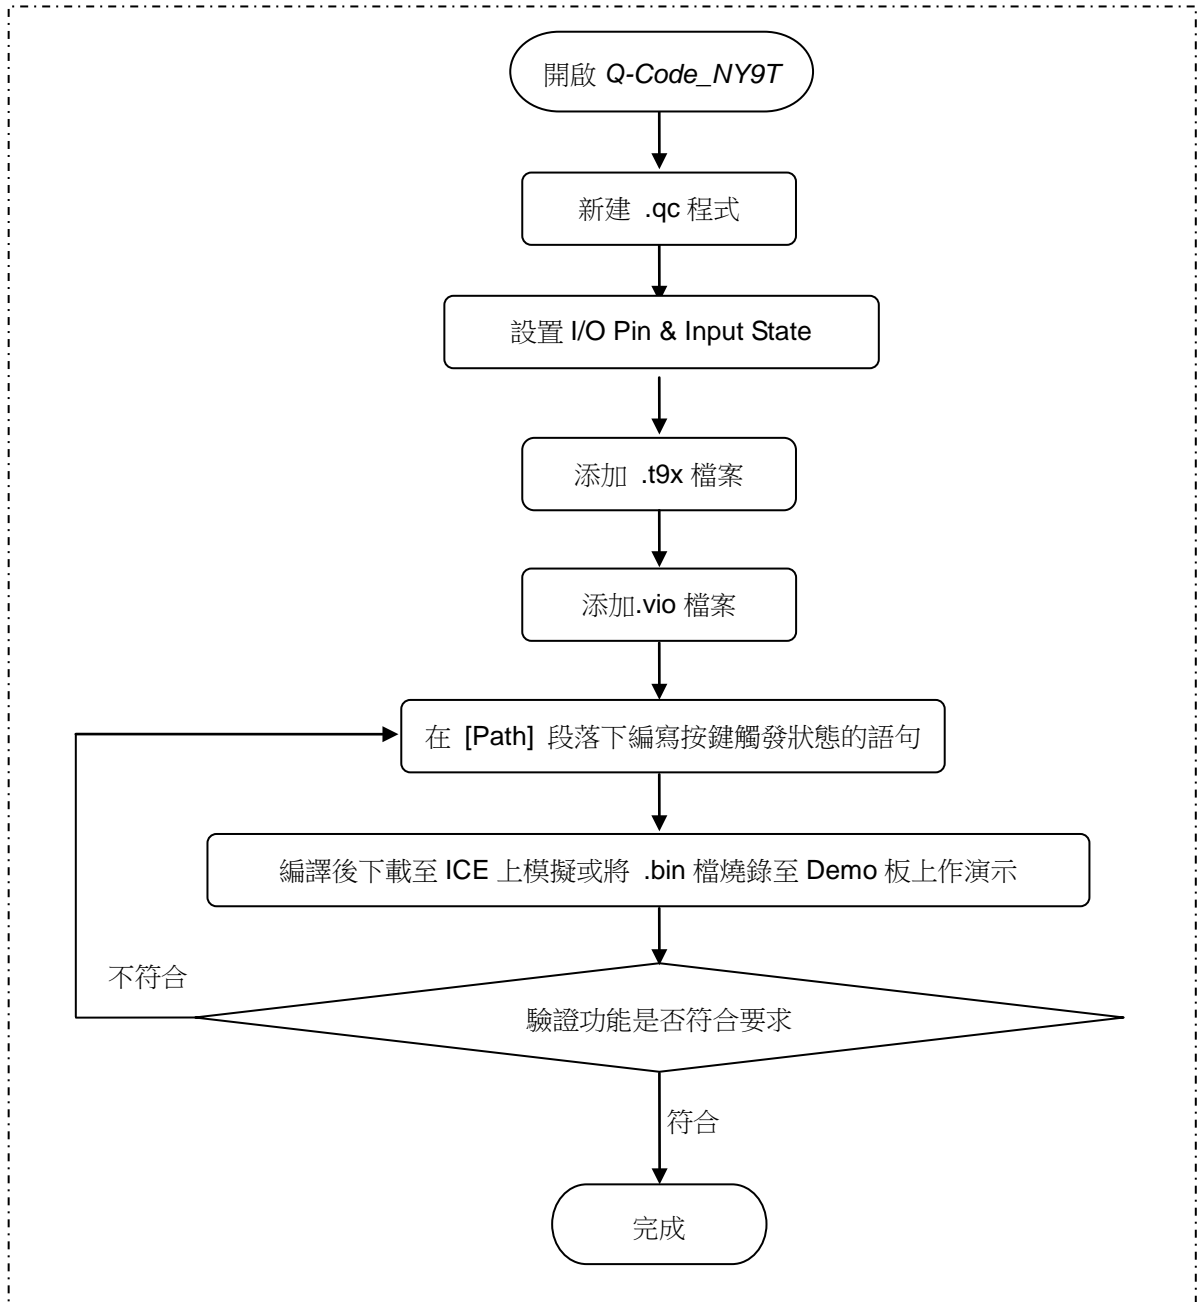 開啟 Q-Code_NY9T
新建 .qc 程式
設置 I/O Pin & Input State
添加 .t9x 檔案
添加.vio 檔案
在 [Path] 段落下編寫按鍵觸發狀態的語句
編譯後下載至 ICE 上模擬或將 .bin 檔燒錄至 Demo 板上作演示
不符合
驗證功能是否符合要求
符合
完成